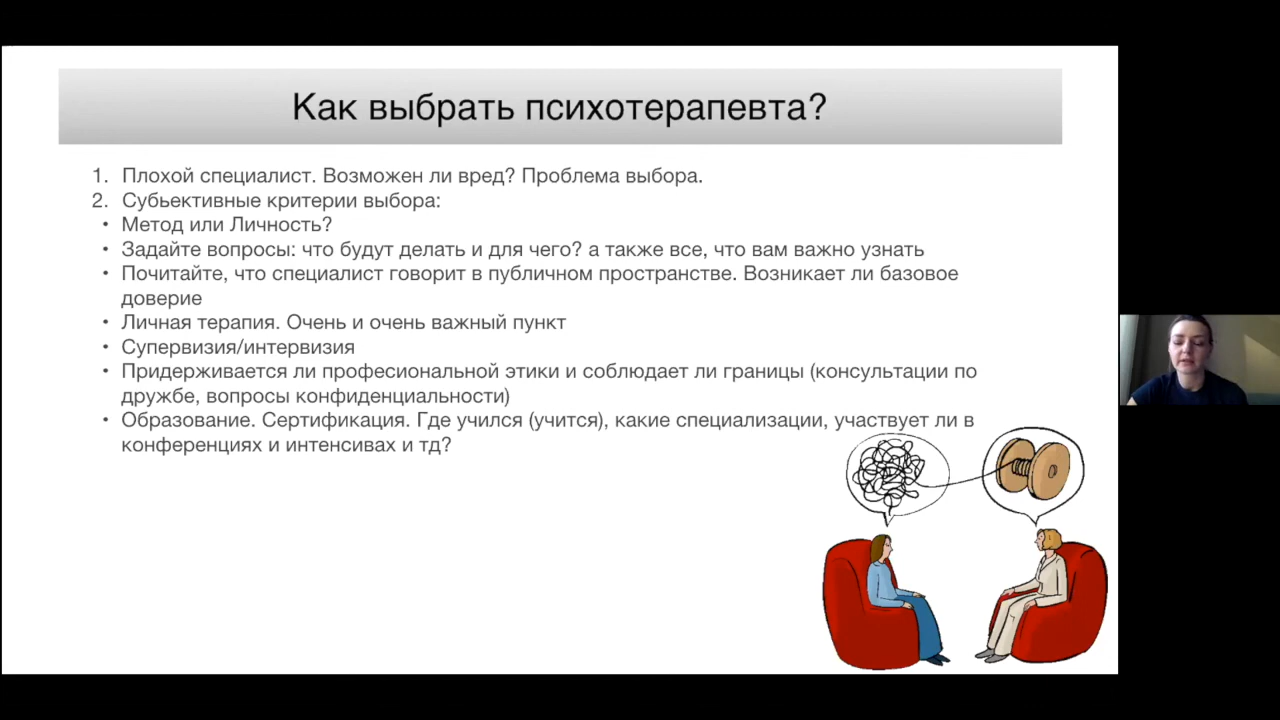 Как выбрать психотерапевта?
1. Плохой специалист. Возможен ли вред? Проблема выбора.
2. Субьективные критерии выбора:
• Метод или Личность?
• Задайте вопросы: что будут делать и для чего? а также все, что вам важно узнать
• Почитайте, что специалист говорит в публичном пространстве. Возникает ли базовое
доверие
• Личная терапия. Очень и очень важный пункт
• Супервизия/интервизия
• Придерживается ли професиональной этики и соблюдает ли границы (консультации по
дружбе, вопросы конфиденциальности)
• Образование. Сертификация. Где учился (учится), какие специализации, участвует ли в
конференциях и интенсивах и тд?